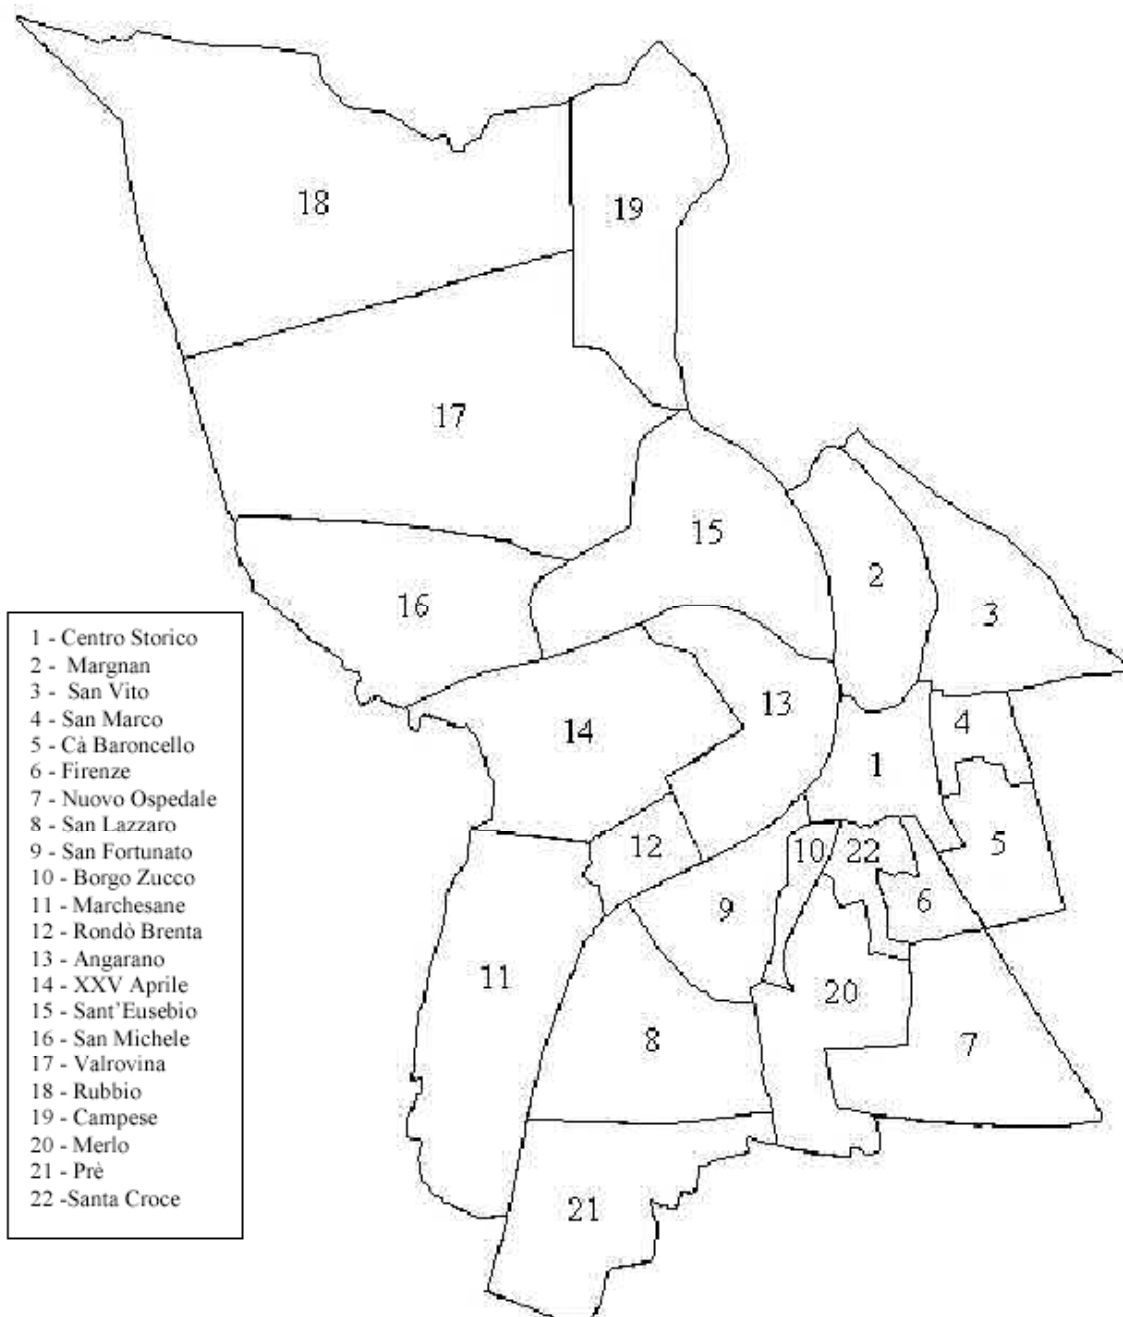 18
19
17
15
2
16
3
13
14
4
1
12
10
22
5
6
9
11
20
8
7
21
1 - Centro Storico
2 - Margnan
3 - San Vito
4 - San Marco
5 - Cà Baroncello
6 - Firenze
7 - Nuovo Ospedale
8 - San Lazzaro
9 - San Fortunato
10 - Borgo Zucco
11 - Marchesane
12 - Rondò Brenta
13 - Angarano
14 - XXV Aprile
15 - Sant'Eusebio
16 - San Michele
17 - Valrovina
18 - Rubbio
19 - Campese
20 - Merlo
21 - Prè
22 -Santa Croce